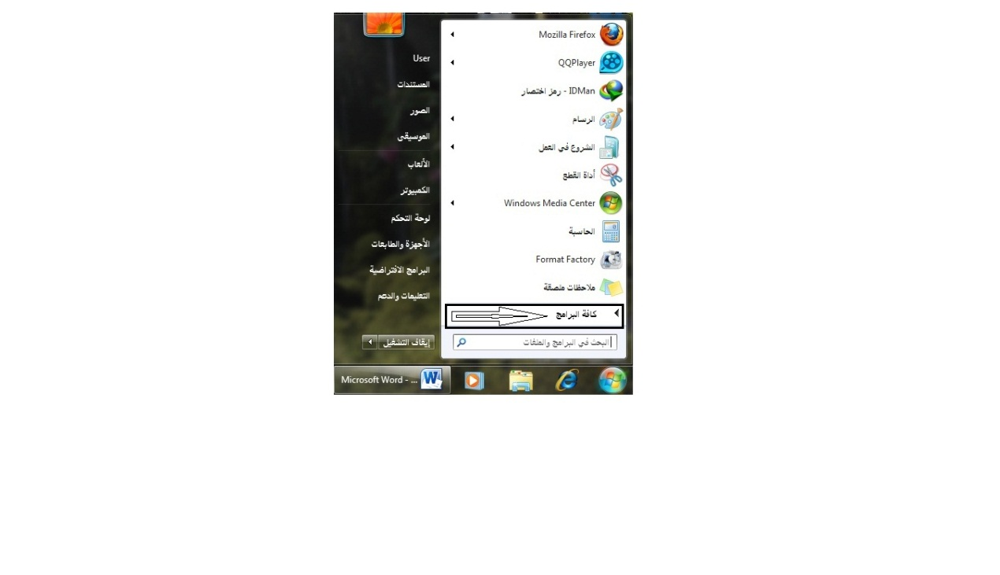 Mozilla Firefox
QQPlayer
IDMan - رمز اختصار
الرسام
الشروع في العمل
أداة القطع
Windows Media Center
الحاسبة
Format Factory
ملاحظات ملصقة
كافة البرامج
البحث في البرامج والملفات
User
المستندات
الصور
الموسيقى
الألعاب
الكمبيوتر
لوحة التحكم
الأجهزة والطابعات
البرامج الافتراضية
التعليمات والدعم
إيقاف التشغيل
Microsoft Word - ...